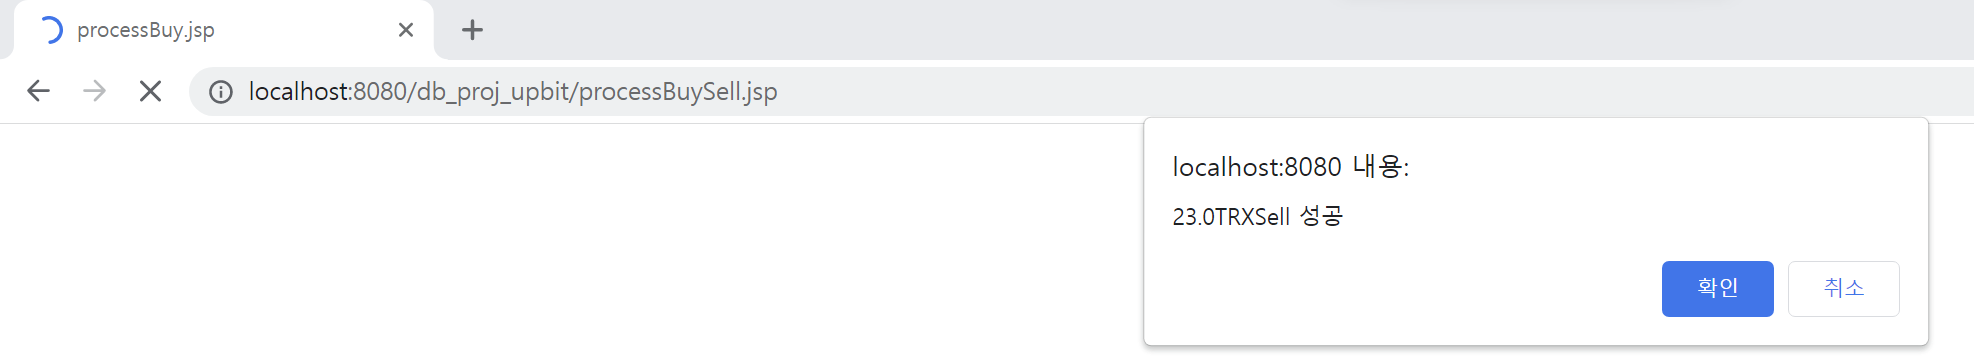 processBuy.jsp
localhost:8080/db_proj_upbit/processBuySell.jsp
localhost:8080 내용:
23.0TRXSell 성공
확인 취소